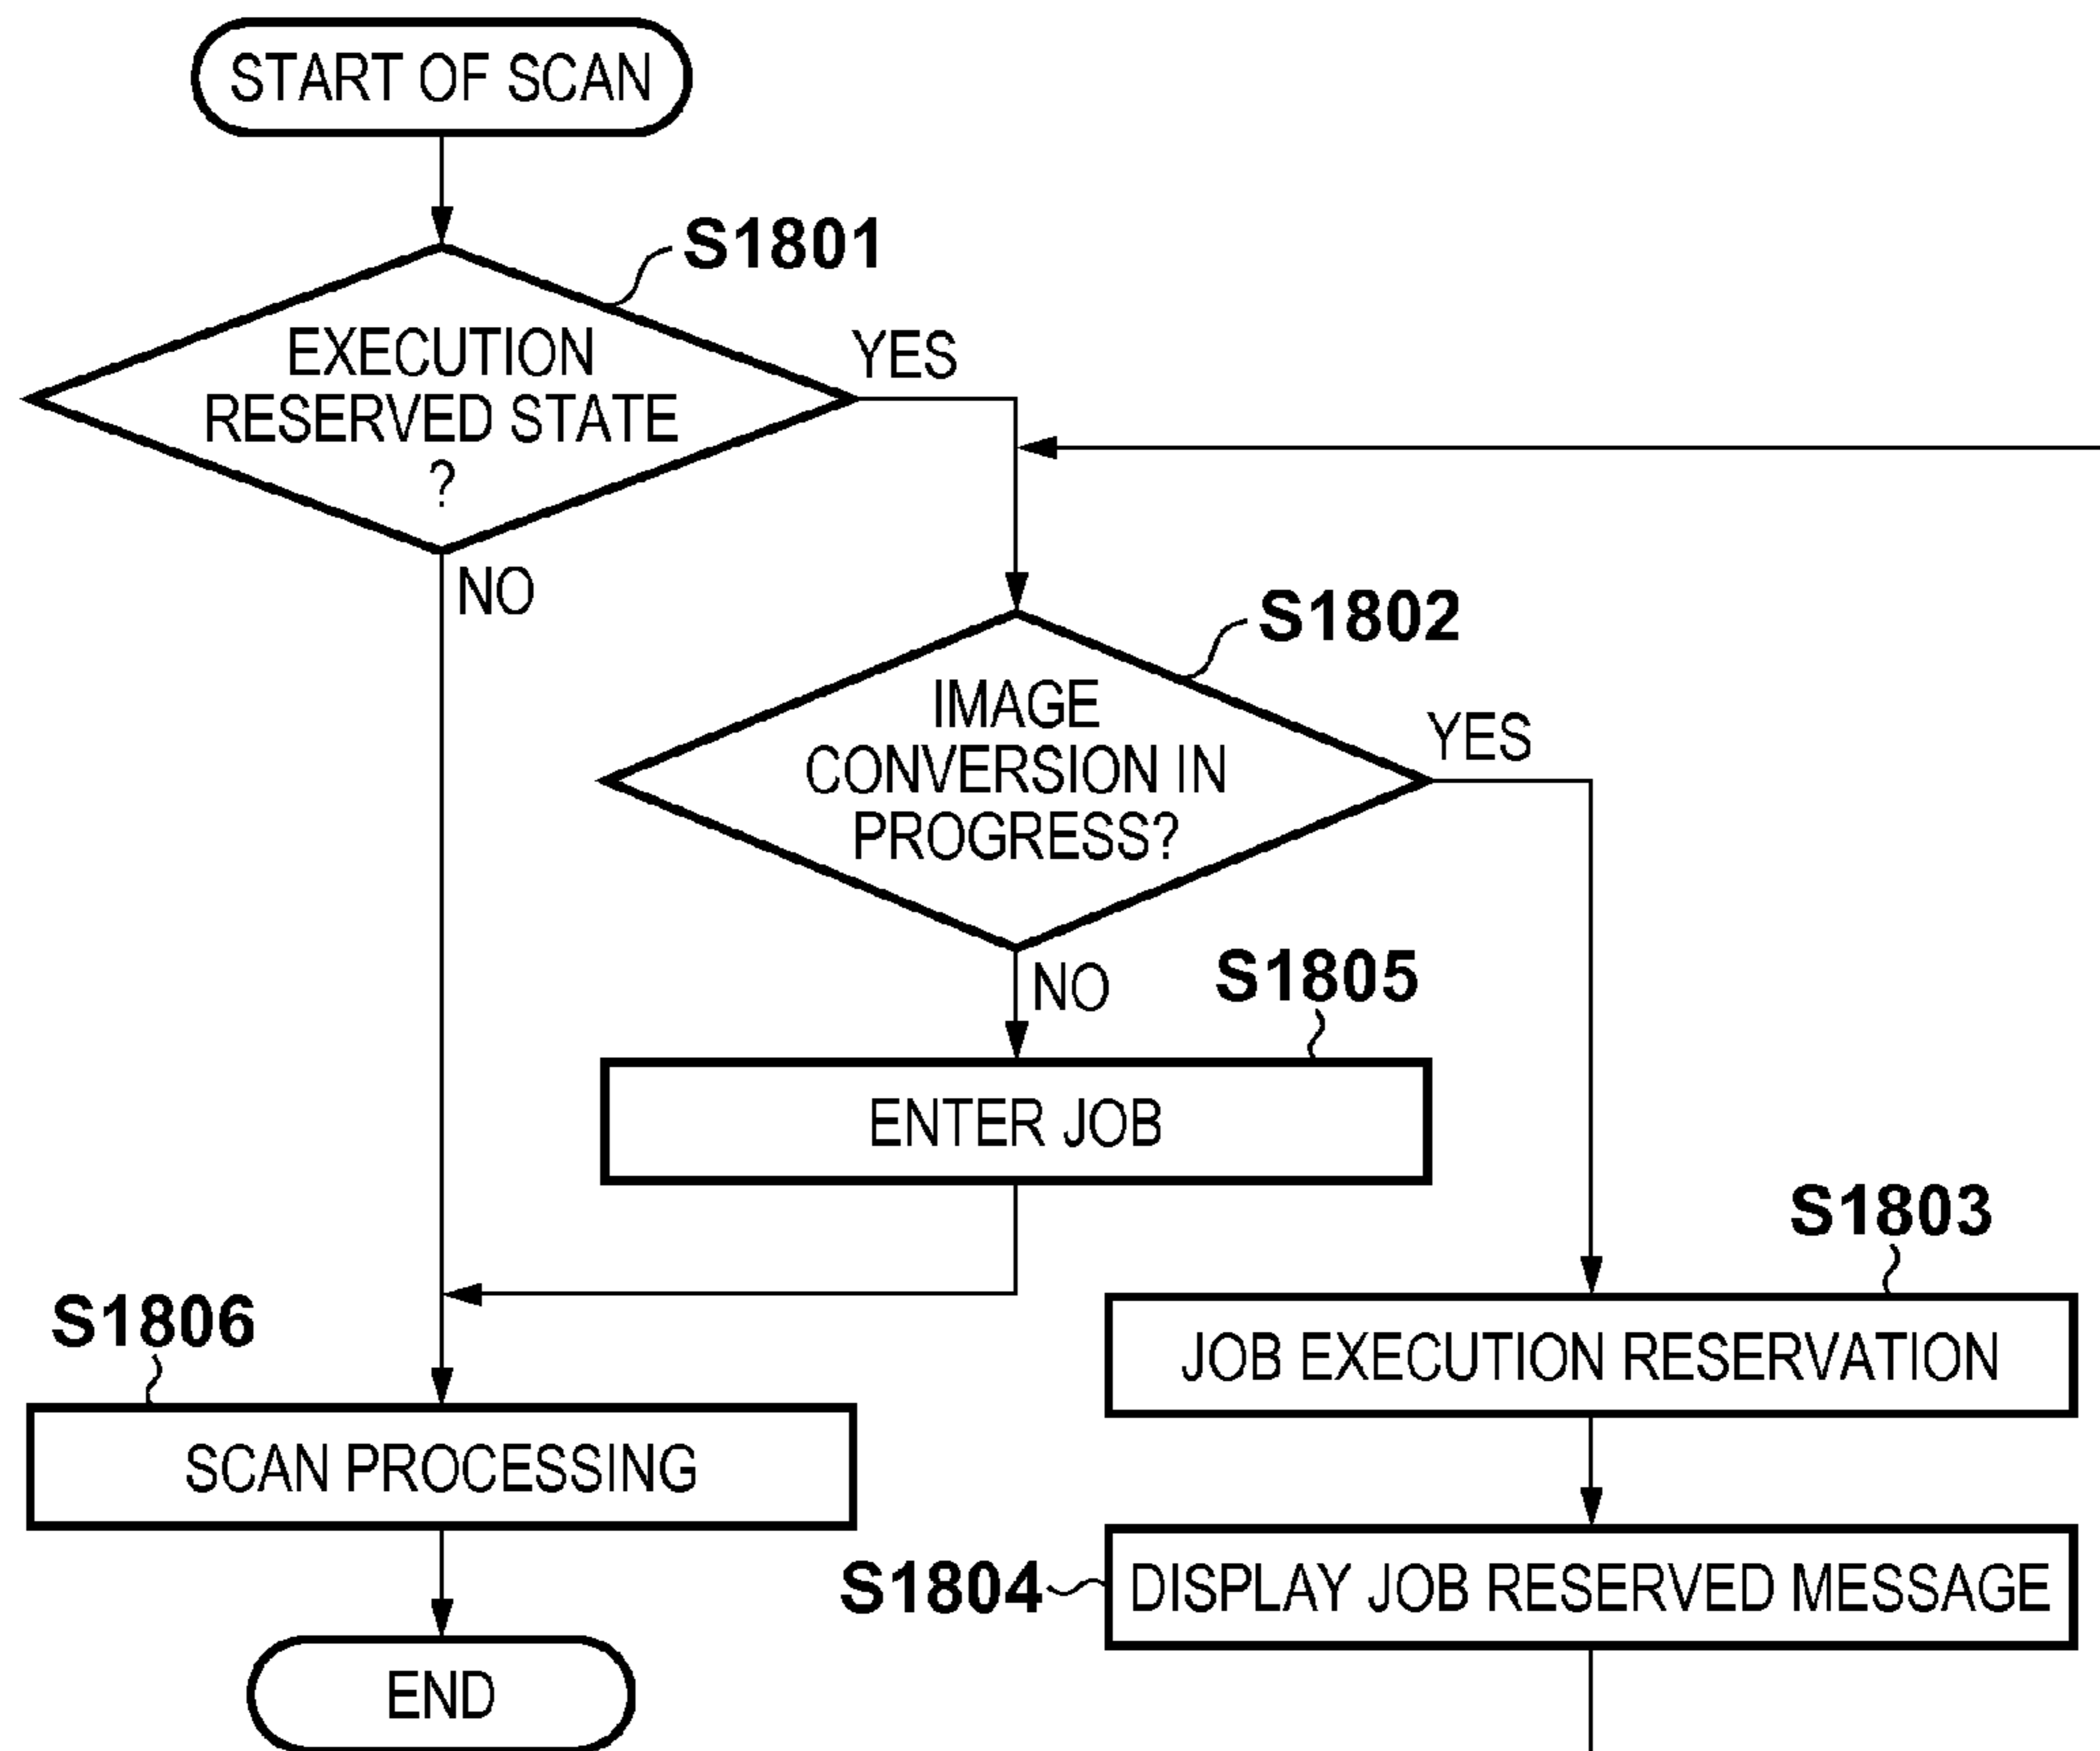 START OF SCAN
S1801
EXECUTION
RESERVED STATE
?
YES
NO
S1802
IMAGE
CONVERSION IN
PROGRESS?
YES
NO
S1805
ENTER JOB
S1803
JOB EXECUTION RESERVATION
S1806
SCAN PROCESSING
S1804
DISPLAY JOB RESERVED MESSAGE
END